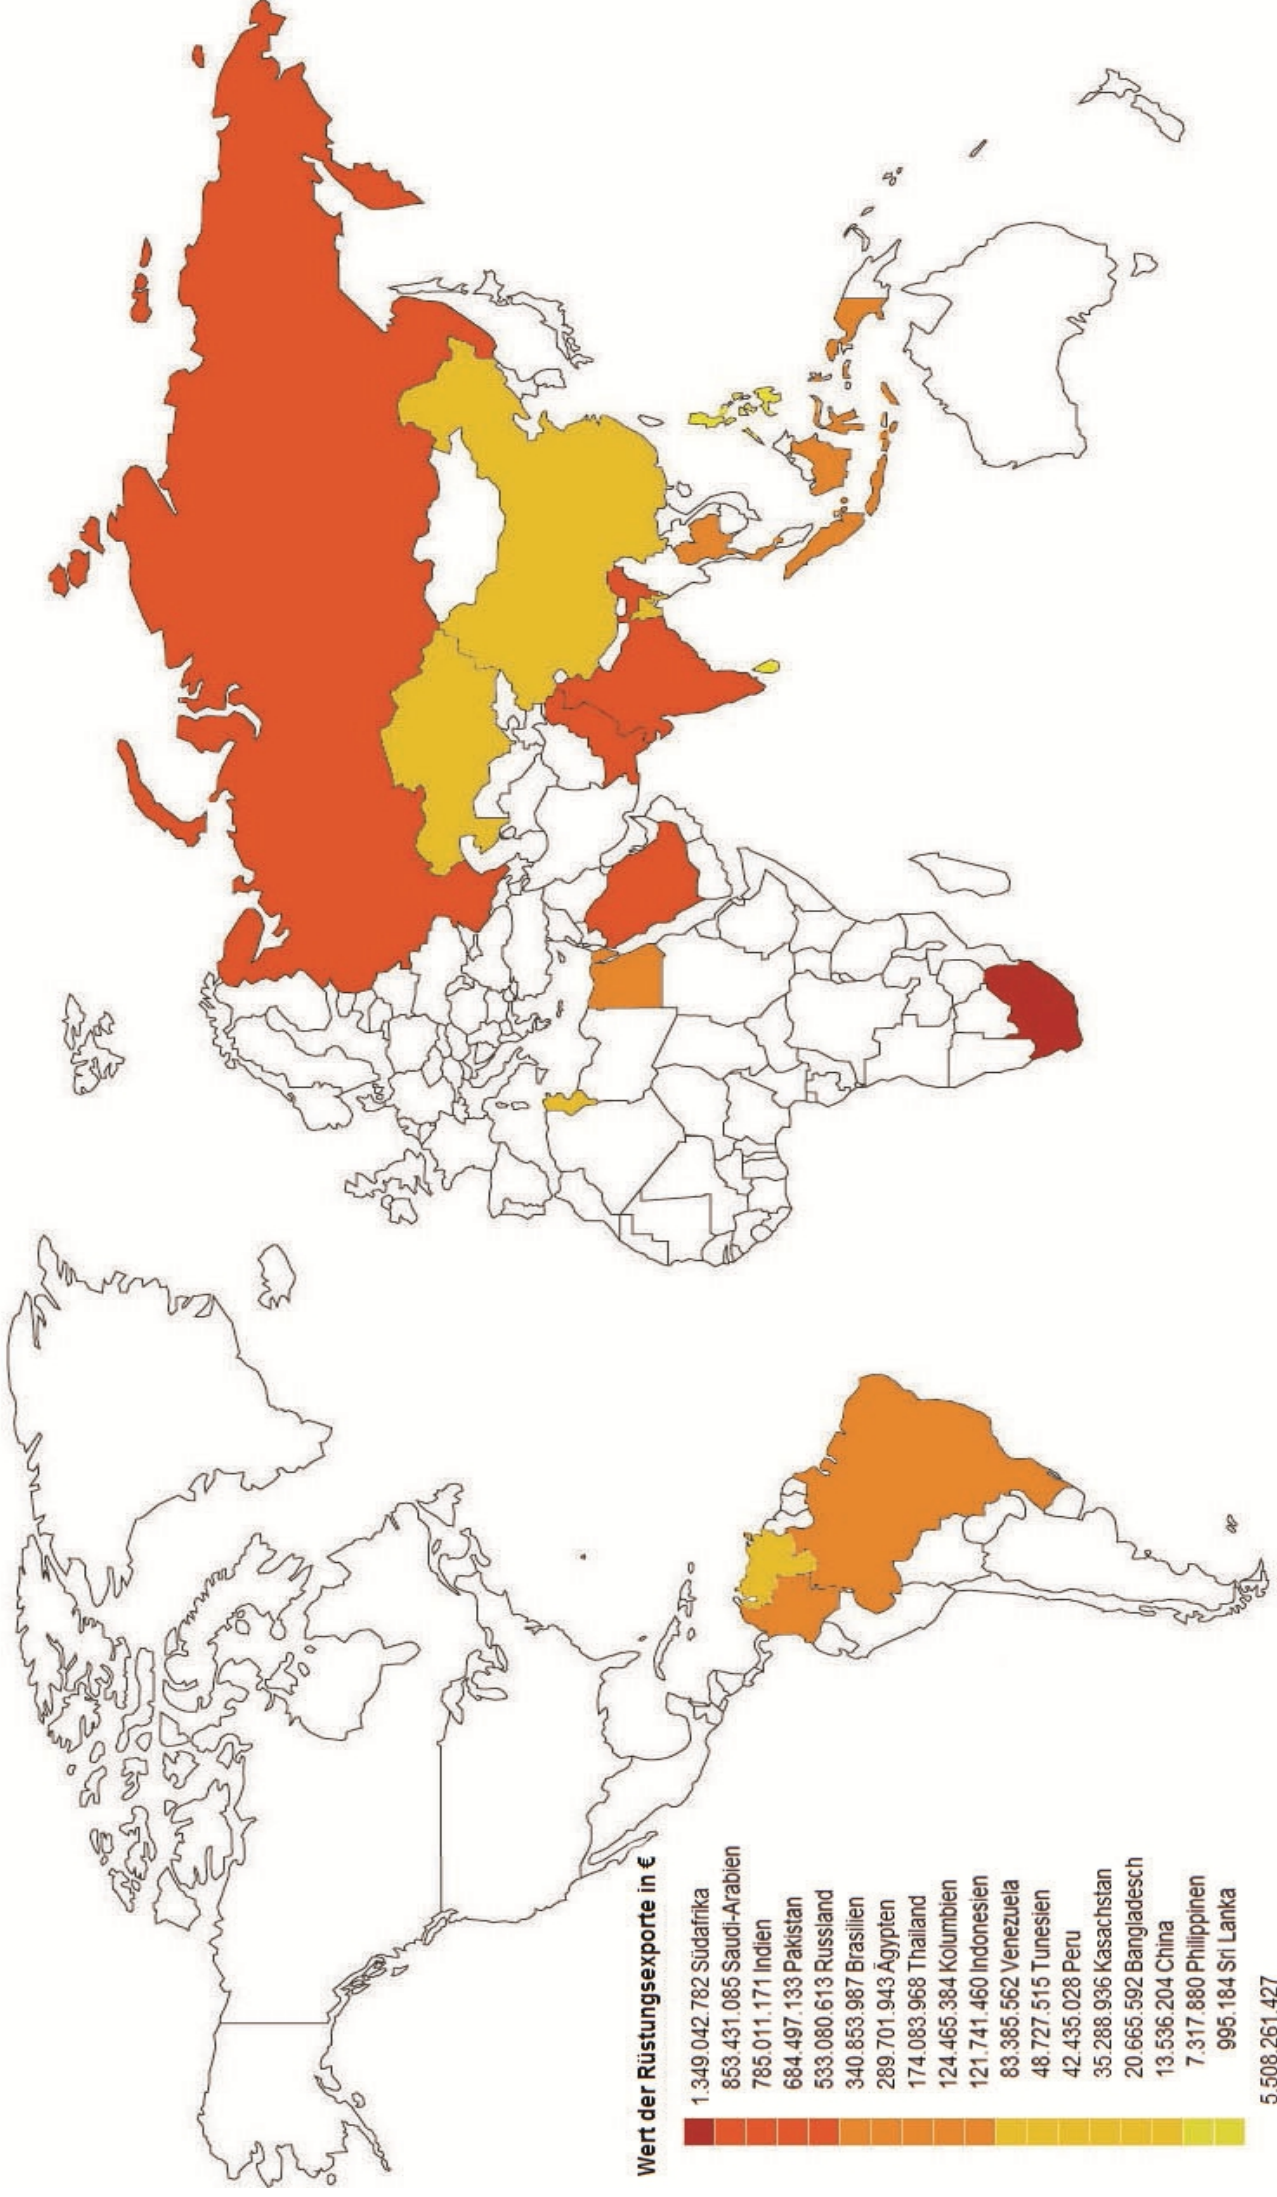 Wert der Rüstungsexporte in €
1.349.042.782 Südafrika
853.431.085 Saudi-Arabien
785.011.171 Indien
684.497.133 Pakistan
533.080.613 Russland
340.853.987 Brasilien
289.701.943 Ägypten
174.083.968 Thailand
124.465.384 Kolumbien
121.741.460 Indonesien
83.385.562 Venezuela
48.727.515 Tunesien
42.435.028 Peru
35.288.936 Kasachstan
20.665.592 Bangladesch
13.536.204 China
7.317.880 Philippinen
995.184 Sri Lanka
5.508.261.427